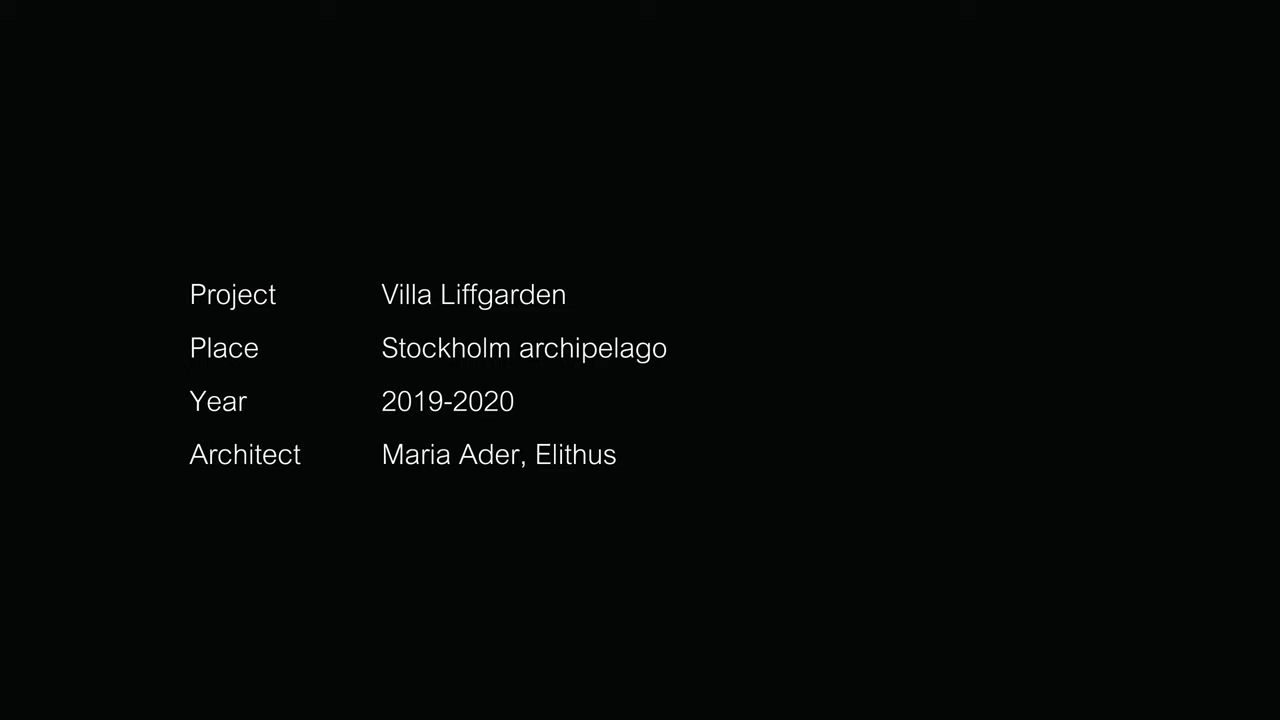 Project Villa Liffgarden
Place Stockholm archipelago
Year 2019-2020
Architect Maria Ader, Elithus